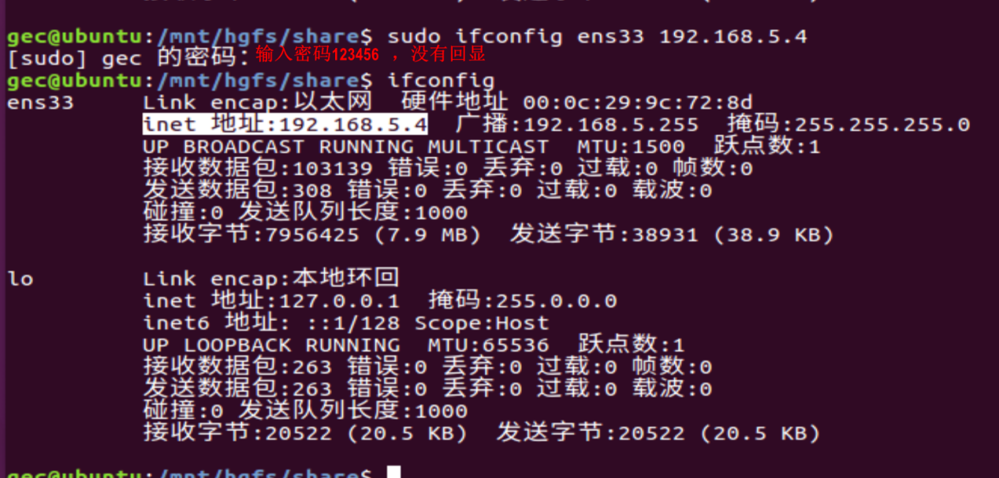 gec@ubuntu:/mnt/hgfs/share$ sudo ifconfig ens33 192.168.5.4
[sudo] gec 的密码：输入密码123456 ，没有回显
gec@ubuntu:/mnt/hgfs/share$ ifconfig
ens33     Link encap:以太网  硬件地址 00:0c:29:9c:72:8d
inet 地址:192.168.5.4  广播:192.168.5.255  掩码:255.255.255.0
UP BROADCAST RUNNING MULTICAST  MTU:1500  跃点数:1
接收数据包:103139 错误:0 丢弃:0 过载:0 帧数:0
发送数据包:308 错误:0 丢弃:0 过载:0 载波:0
碰撞:0 发送队列长度:1000
接收字节:7956425 (7.9 MB)  发送字节:38931 (38.9 KB)
lo        Link encap:本地环回
inet 地址:127.0.0.1  掩码:255.0.0.0
inet6 地址: ::1/128 Scope:Host
UP LOOPBACK RUNNING  MTU:65536  跃点数:1
接收数据包:263 错误:0 丢弃:0 过载:0 帧数:0
发送数据包:263 错误:0 丢弃:0 过载:0 载波:0
碰撞:0 发送队列长度:1000
接收字节:20522 (20.5 KB)  发送字节:20522 (20.5 KB)
gec@ubuntu:/mnt/hgfs/share$